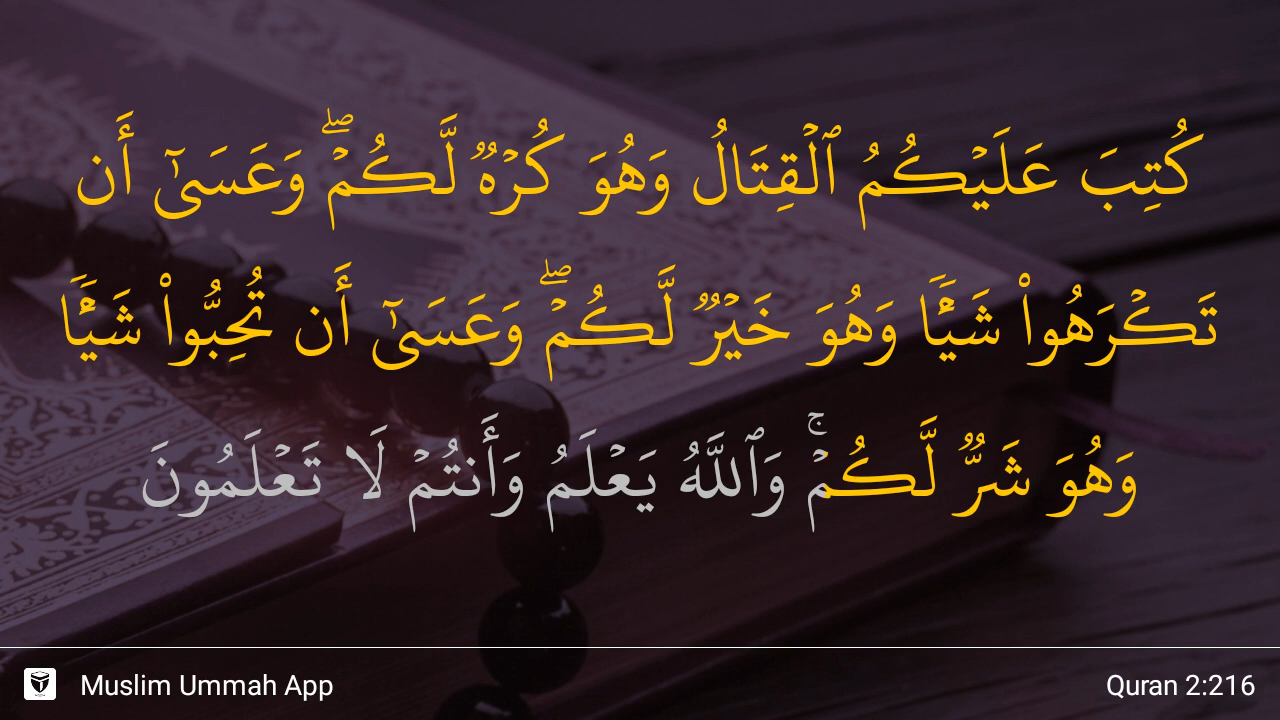 كُتِبَ عَلَيۡكُمُ ٱلۡقِتَالُ وَهُوَ كُرۡهٞ لَّكُمۡۖ وَعَسَىٰٓ أَن
تَكۡرَهُواْ شَيۡـٔٗا وَهُوَ خَيۡرٞ لَّكُمۡۖ وَعَسَىٰٓ أَن تُحِبُّواْ شَيۡـٔٗا
وَهُوَ شَرّٞ لَّكُمۡۚ وَٱللَّهُ يَعۡلَمُ وَأَنتُمۡ لَا تَعۡلَمُونَ
Muslim Ummah App
Quran 2:216